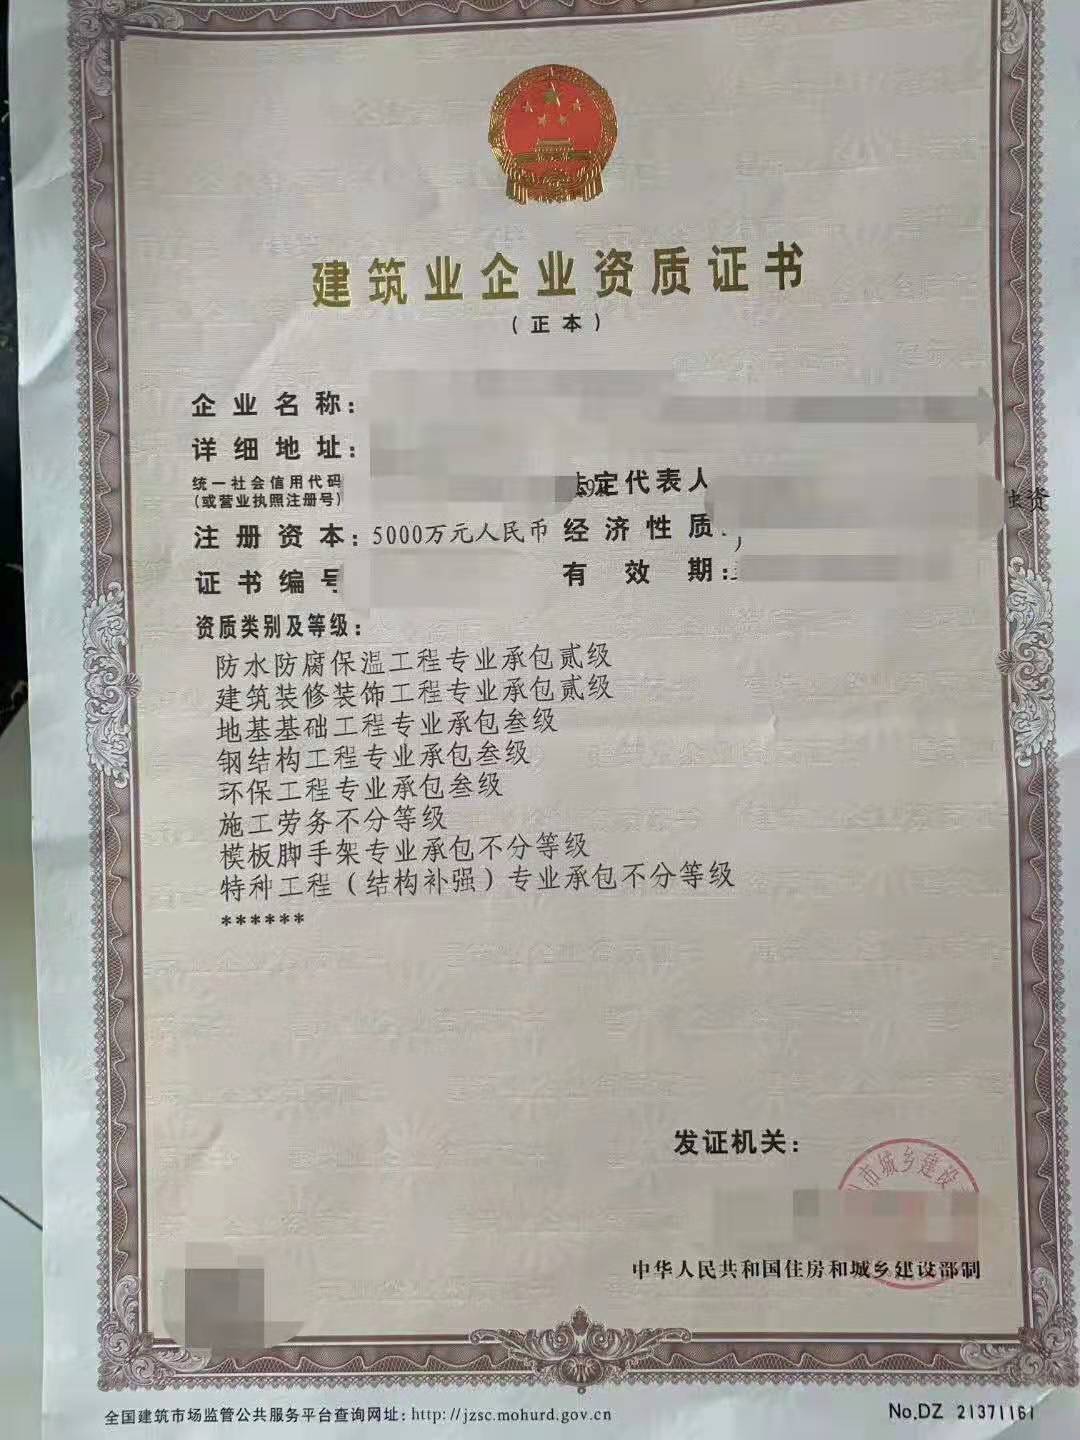 建筑业企业资质证书
（正本）
企业名称：
详细地址：
统一社会信用代码
(或营业执照注册号)
定代表人
注册资本：5000万元人民币 经济性质
资
证书编号
有效期：
资质类别及等级：
防水防腐保温工程专业承包贰级
建筑装修装饰工程专业承包贰级
地基基础工程专业承包叁级
钢结构工程专业承包叁级
环保工程专业承包叁级
施工劳务不分等级
模板脚手架专业承包不分等级
特种工程（结构补强）专业承包不分等级
******
发证机关：
市城乡建设
中华人民共和国住房和城乡建设部制
全国建筑市场监管公共服务平台查询网址：http://jzsc.mohurd.gov.cn
No.DZ 21371161